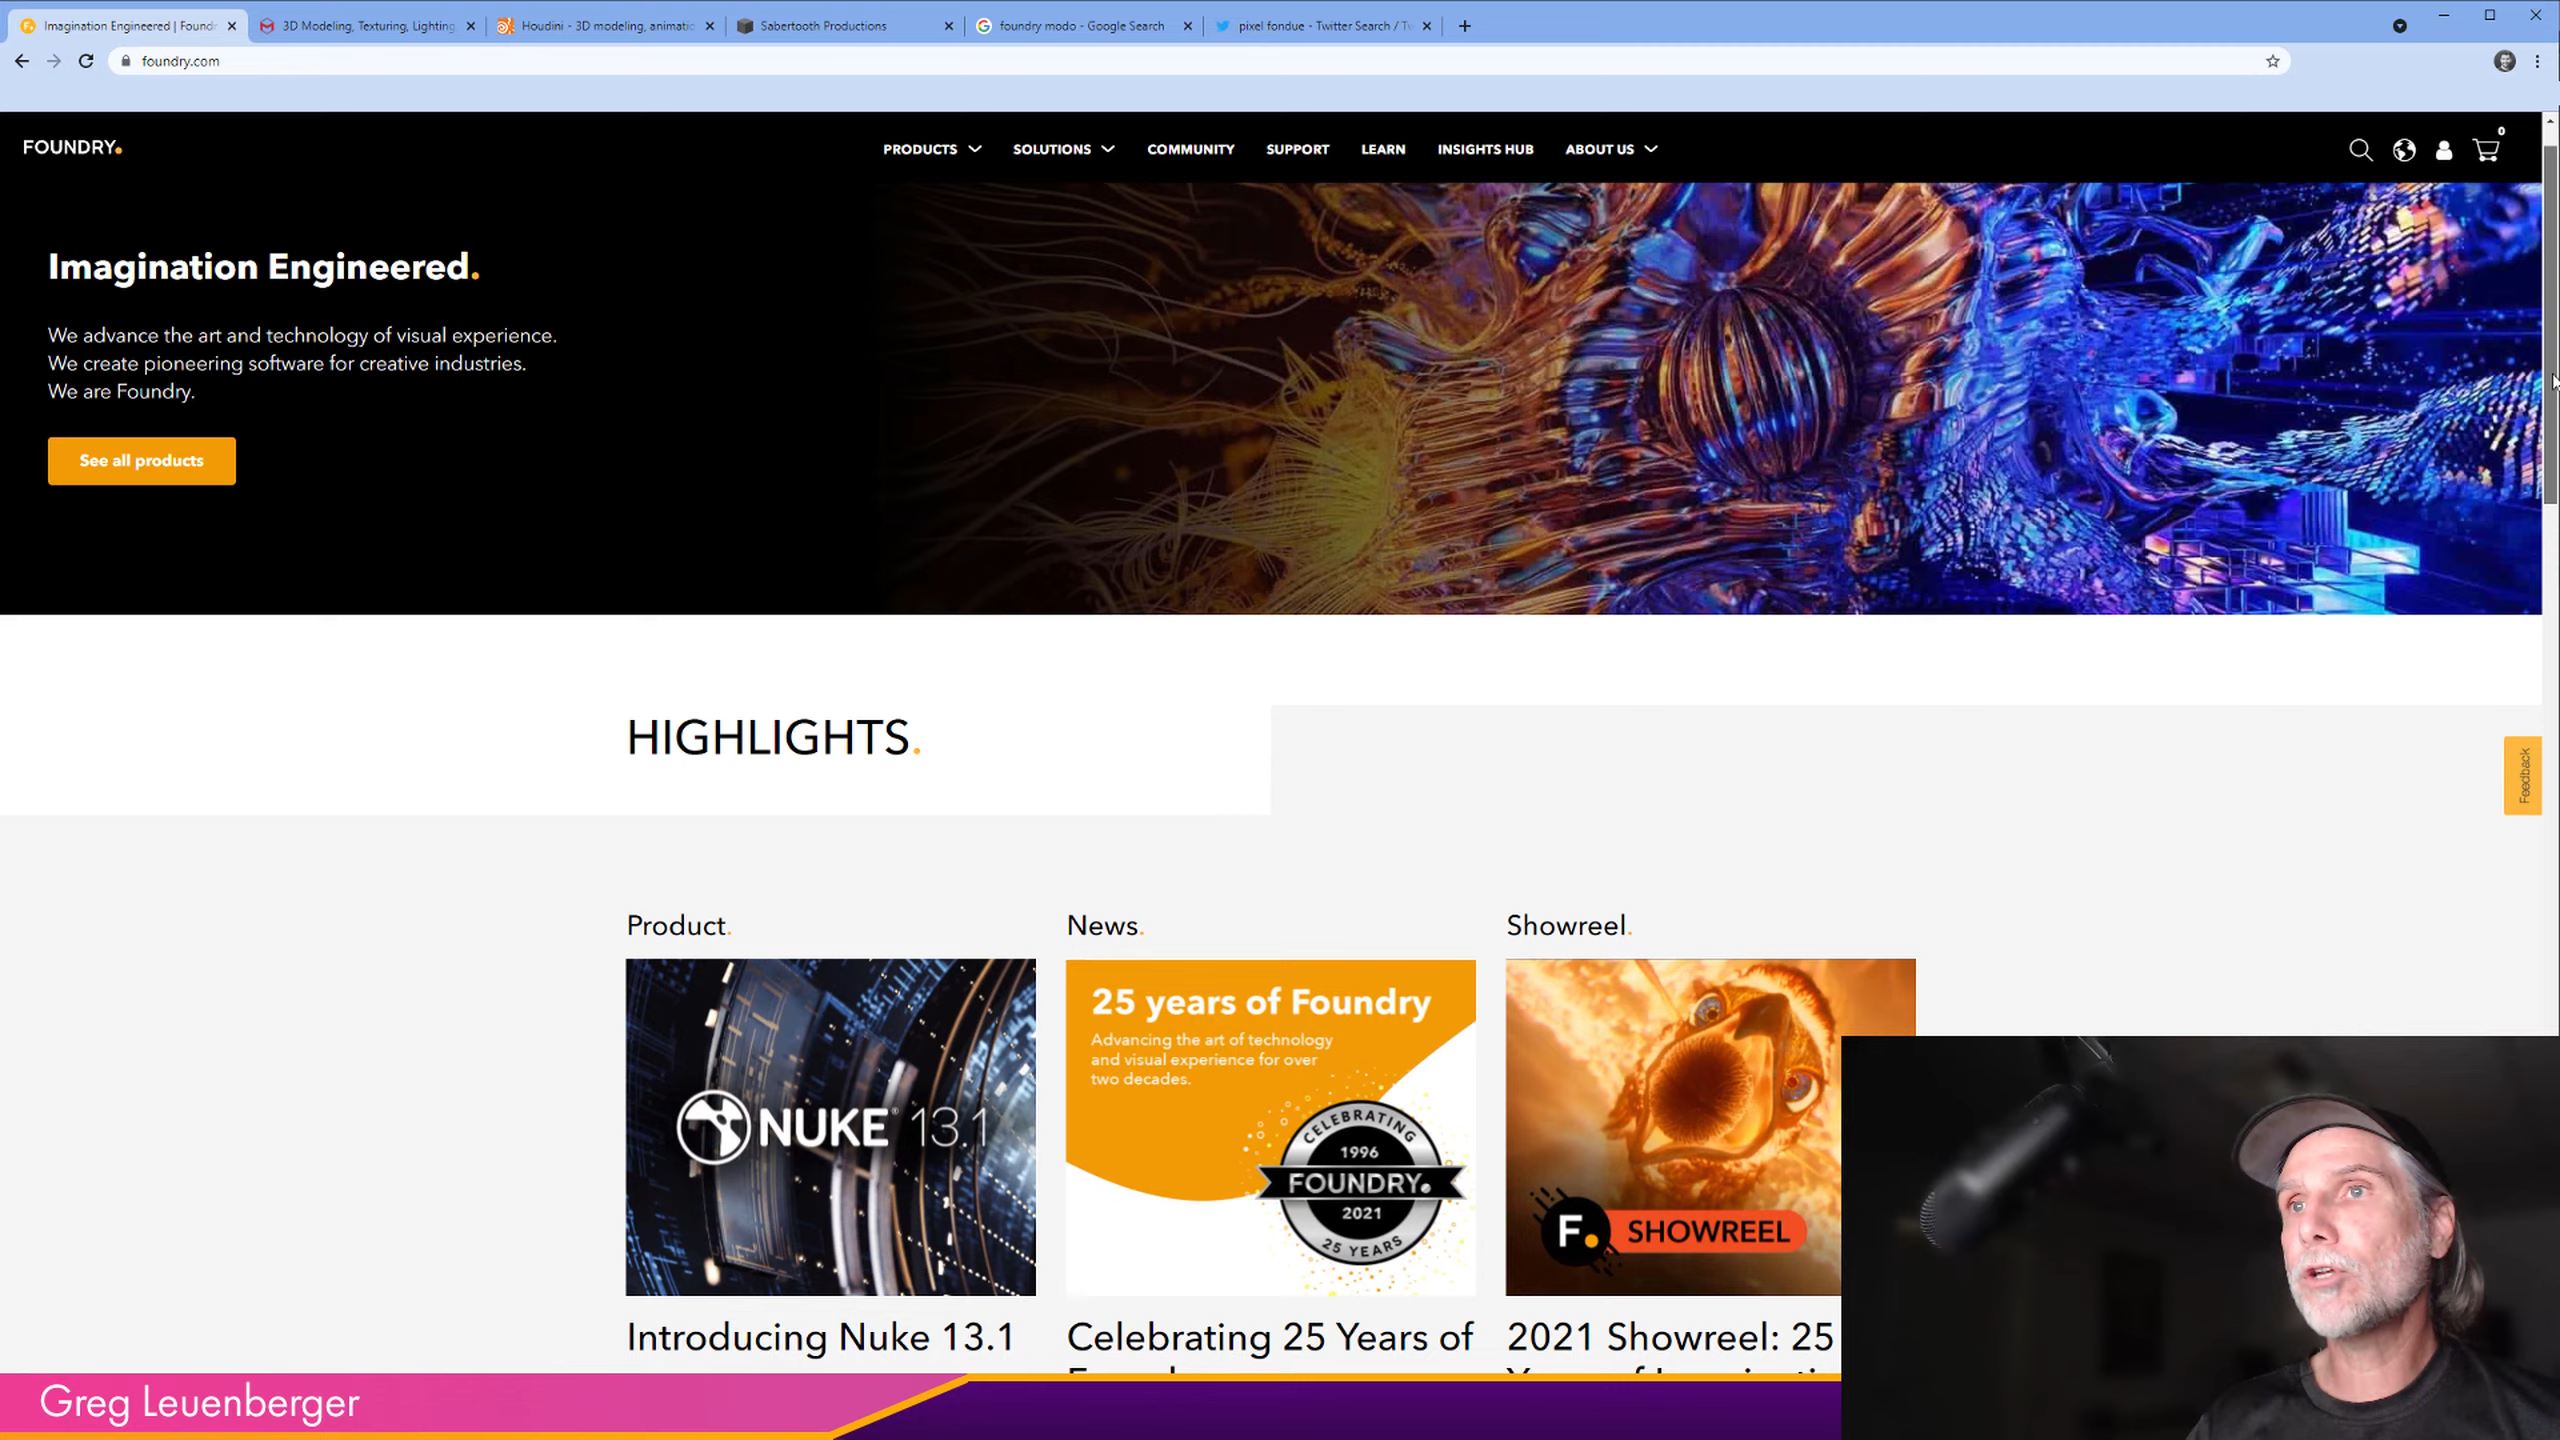 Imagination Engineered | Found
3D Modeling, Texturing, Lighting
Houdini - 3D modeling, animatio
Sabertooth Productions
foundry modo - Google Search
pixel fondue - Twitter Search / Tw
foundry.com
FOUNDRY.
PRODUCTS
SOLUTIONS
COMMUNITY
SUPPORT
LEARN
INSIGHTS HUB
ABOUT US
0
Imagination Engineered.
We advance the art and technology of visual experience.
We create pioneering software for creative industries.
We are Foundry.
See all products
HIGHLIGHTS.
Feedback
Product.
News.
Showreel.
NUKE 13.1
25 years of Foundry
Advancing the art of technology
and visual experience for over
two decades.
CELEBRATING
1996
FOUNDRY.
2021
25 YEARS
F.
SHOWREEL
Introducing Nuke 13.1
Celebrating 25 Years of
2021 Showreel: 25
Greg Leuenberger